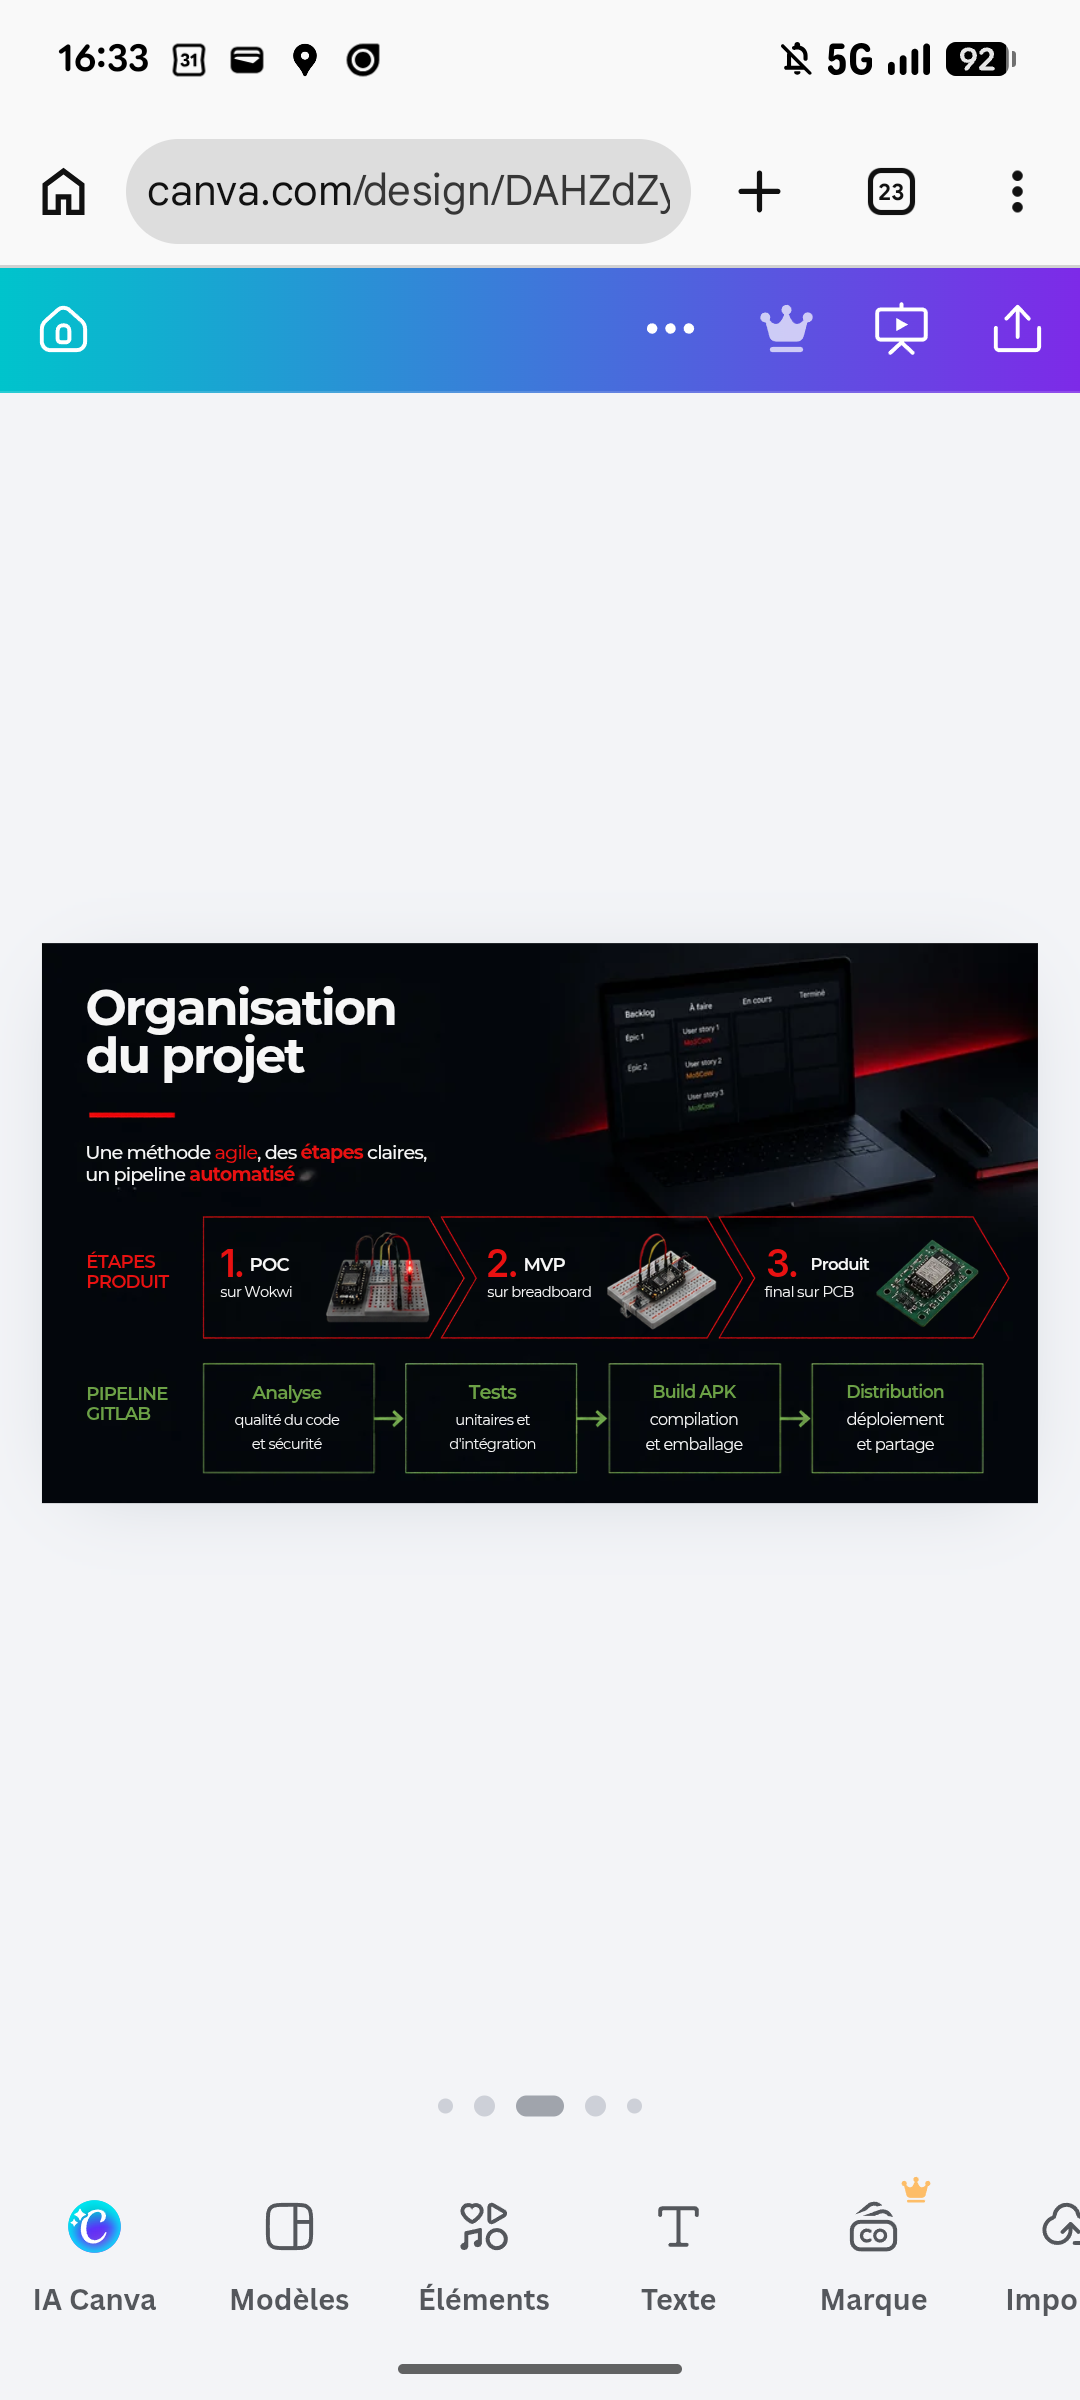 16:33
31
5G
92
canva.com/design/DAHZdZy
23
Organisation
du projet
Une méthode agile, des étapes claires,
un pipeline automatisé
Backlog
À faire
En cours
Terminé
Epic 1
User story 1
Epic 2
User story 2
User story 3
ÉTAPES
PRODUIT
1. POC
sur Wokwi
2. MVP
sur breadboard
3. Produit
final sur PCB
PIPELINE
GITLAB
Analyse
qualité du code
et sécurité
Tests
unitaires et
d'intégration
Build APK
compilation
et emballage
Distribution
déploiement
et partage
IA Canva
Modèles
Éléments
Texte
CO
Marque
Impo